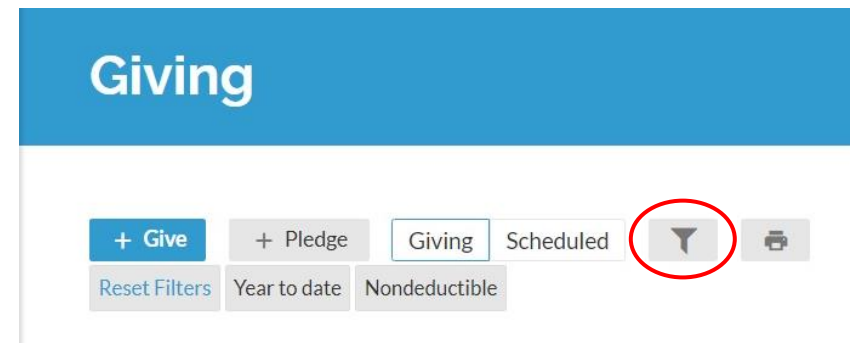 Giving
+ Give + Pledge Giving Scheduled
Reset Filters Year to date Nondeductible